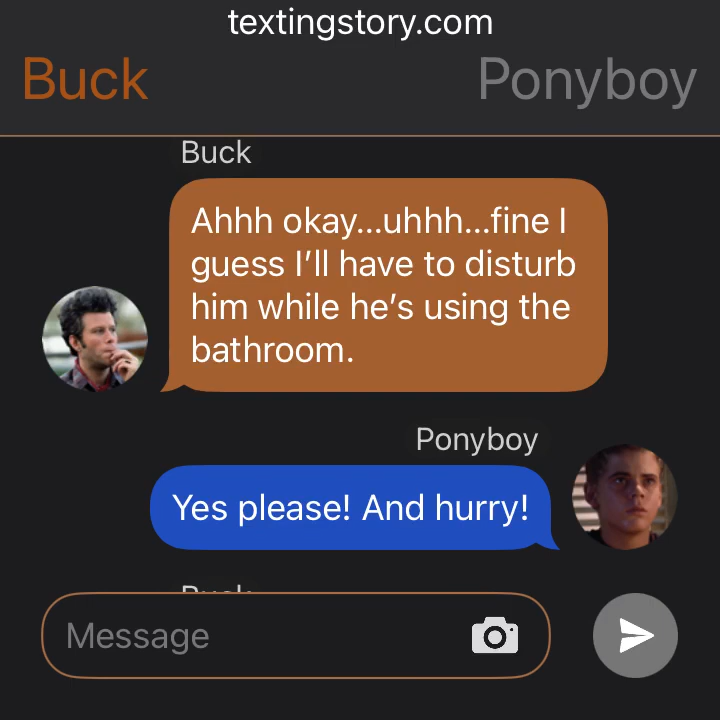 textingstory.com
Buck Ponyboy
Buck
Ahhh okay...uhhh...fine I
guess I’ll have to disturb
him while he’s using the
bathroom.
Ponyboy
Yes please! And hurry!
Buck
Message